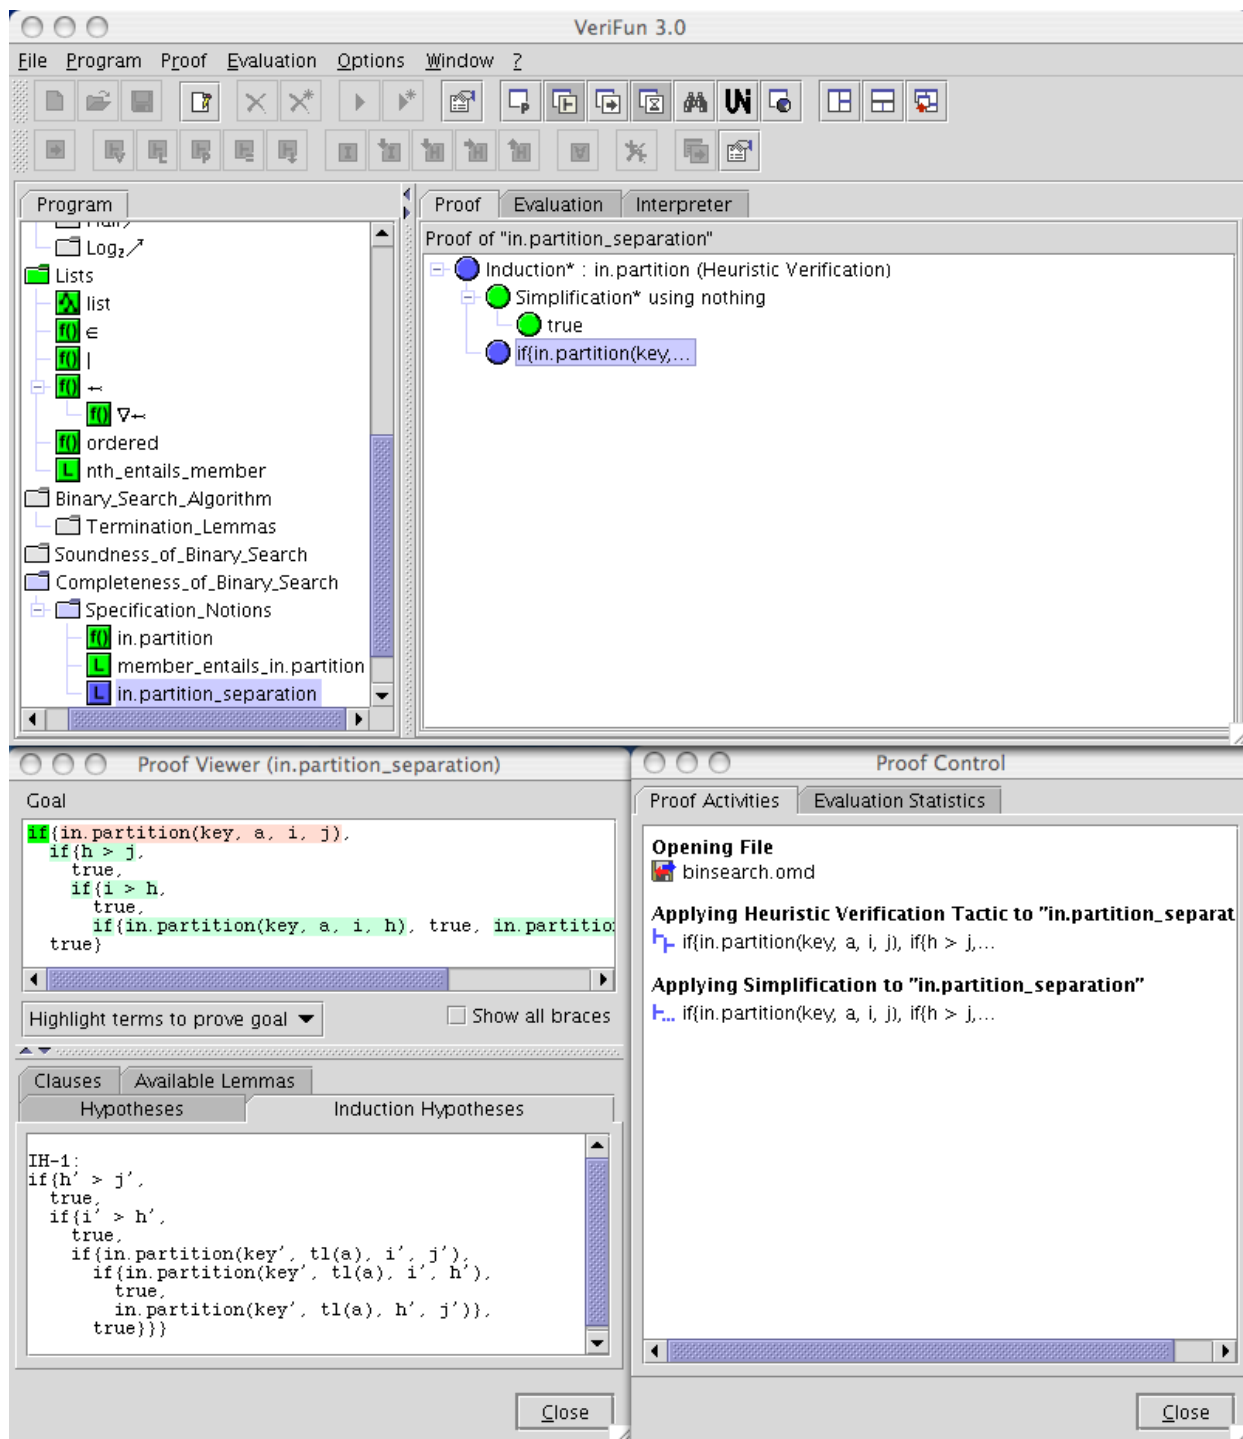 VeriFun 3.0
File Program Proof Evaluation Options Window ?
Program
Log₂↗
Lists
list
f() ∈
f() |
f()
f()
f() ordered
L nth_entails_member
Binary_Search_Algorithm
Termination_Lemmas
Soundness_of_Binary_Search
Completeness_of_Binary_Search
Specification_Notions
f() in.partition
L member_entails_in.partition
L in.partition_separation
Proof Evaluation Interpreter
Proof of "in.partition_separation"
Induction* : in.partition (Heuristic Verification)
Simplification* using nothing
true
if{in.partition(key,...
Proof Viewer (in.partition_separation)
Goal
if{in.partition(key, a, i, j),
if{h > j,
true,
if{i > h,
true,
if{in.partition(key, a, i, h), true, in.partitio
true}
Highlight terms to prove goal
Show all braces
Clauses Available Lemmas
Hypotheses Induction Hypotheses
IH-1:
if{h′ > j′,
true,
if{i′ > h′,
true,
if{in.partition(key′, tl(a), i′, j′),
if{in.partition(key′, tl(a), i′, h′),
true,
in.partition(key′, tl(a), h′, j′)},
true}}}
Close
Proof Control
Proof Activities Evaluation Statistics
Opening File
binsearch.omd
Applying Heuristic Verification Tactic to "in.partition_separat
if{in.partition(key, a, i, j), if{h > j,...
Applying Simplification to "in.partition_separation"
if{in.partition(key, a, i, j), if{h > j,...
Close